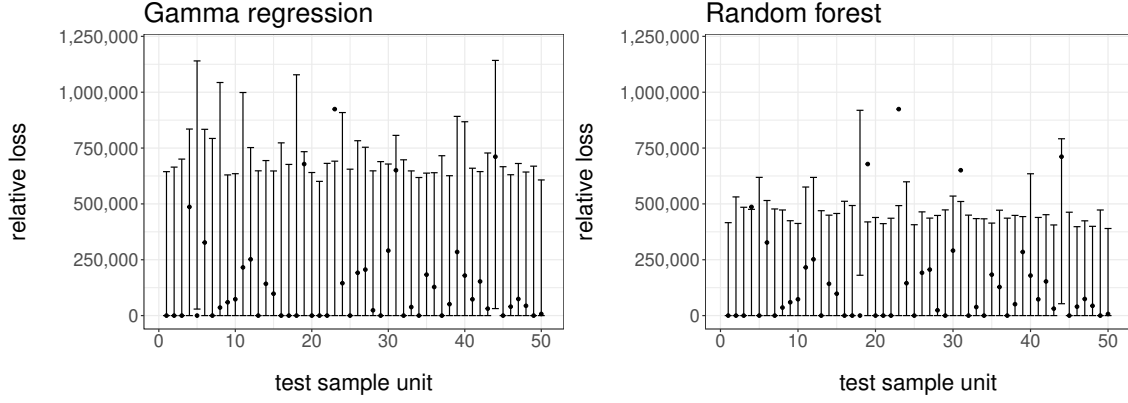 Gamma regression
1,250,000
1,000,000
750,000
500,000
250,000
0
relative loss
0 10 20 30 40 50
test sample unit
Random forest
1,250,000
1,000,000
750,000
500,000
250,000
0
relative loss
0 10 20 30 40 50
test sample unit